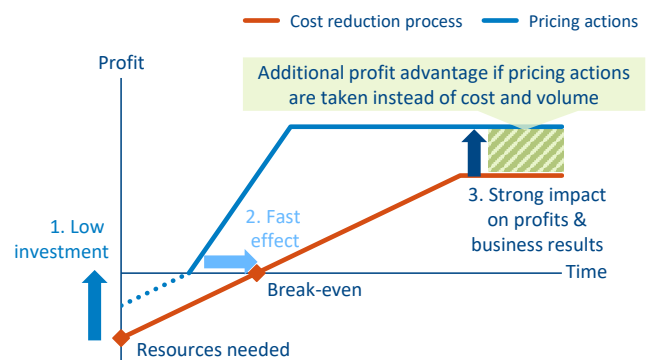 Cost reduction process
Pricing actions
Profit
Additional profit advantage if pricing actions
are taken instead of cost and volume
1. Low
investment
2. Fast
effect
3. Strong impact
on profits &
business results
Time
Break-even
Resources needed